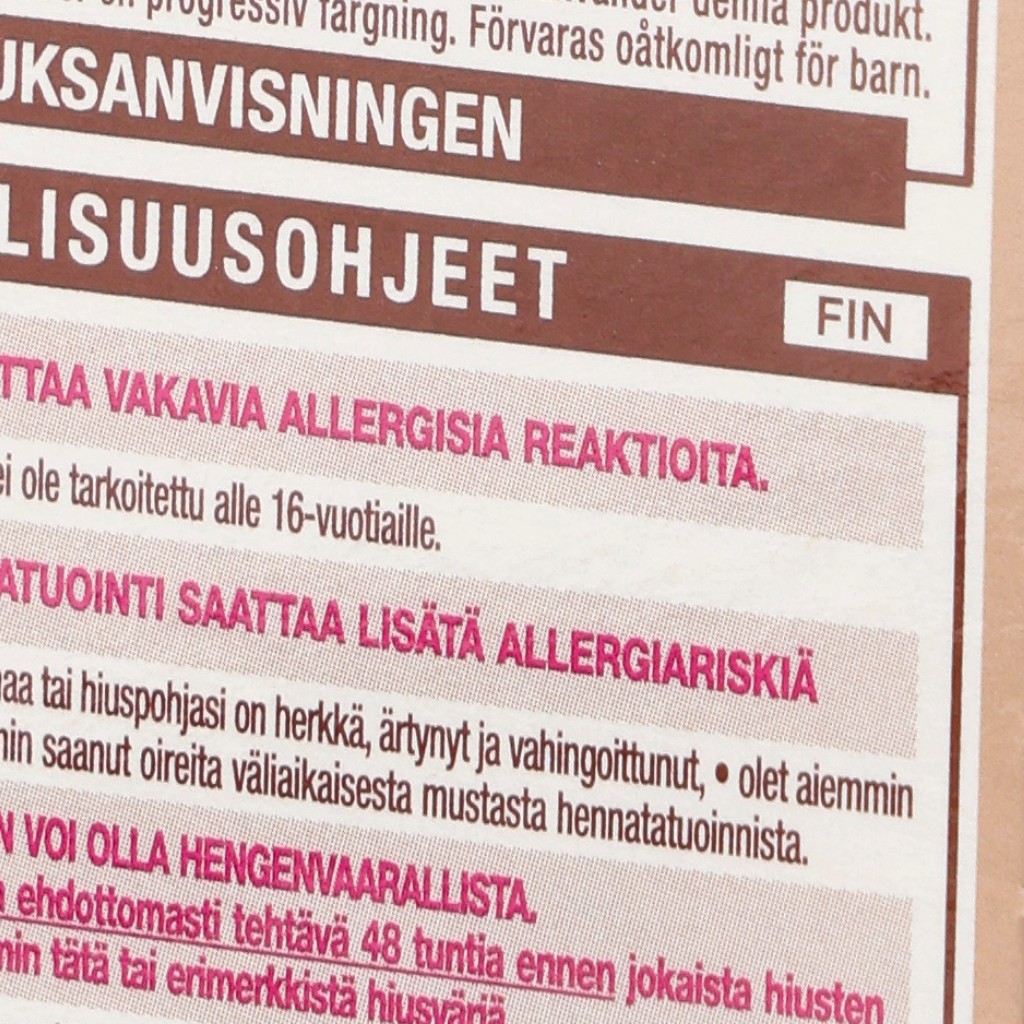 denna produkt.
progressiv färgning. Förvaras oåtkomligt för barn.
UKSANVISNINGEN
LISUUSOHJEET FIN
TTAA VAKAVIA ALLERGISIA REAKTIOITA.
ei ole tarkoitettu alle 16-vuotiaille.
ATUOINTI SAATTAA LISÄTÄ ALLERGIARISKIÄ
aa tai hiuspohjasi on herkkä, ärtynyt ja vahingoittunut, • olet aiemmin
min saanut oireita väliaikaisesta mustasta hennatatuoinnista.
N VOI OLLA HENGENVAARALLISTA.
ehdottomasti tehtävä 48 tuntia ennen jokaista hiusten
min tätä tai erimerkkistä hiusväriä